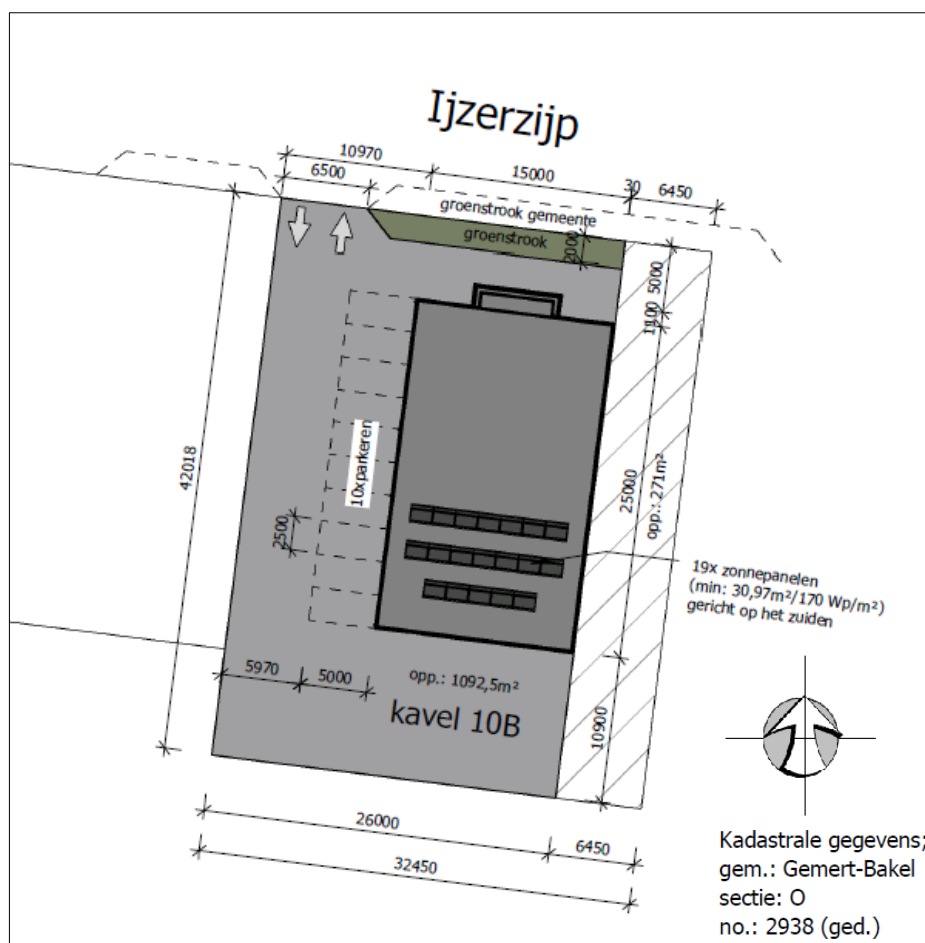 Ijzerzijp
10970
15000
30
6450
6500
groenstrook gemeente
groenstrook
2000
5000
1100
42018
10xparkeren
2500
25000
opp.: 271m²
19x zonnepanelen
(min: 30,97m²/170 Wp/m²)
gericht op het zuiden
5970
5000
opp.: 1092,5m²
kavel 10B
10900
26000
6450
32450
Kadastrale gegevens;
gem.: Gemert-Bakel
sectie: O
no.: 2938 (ged.)